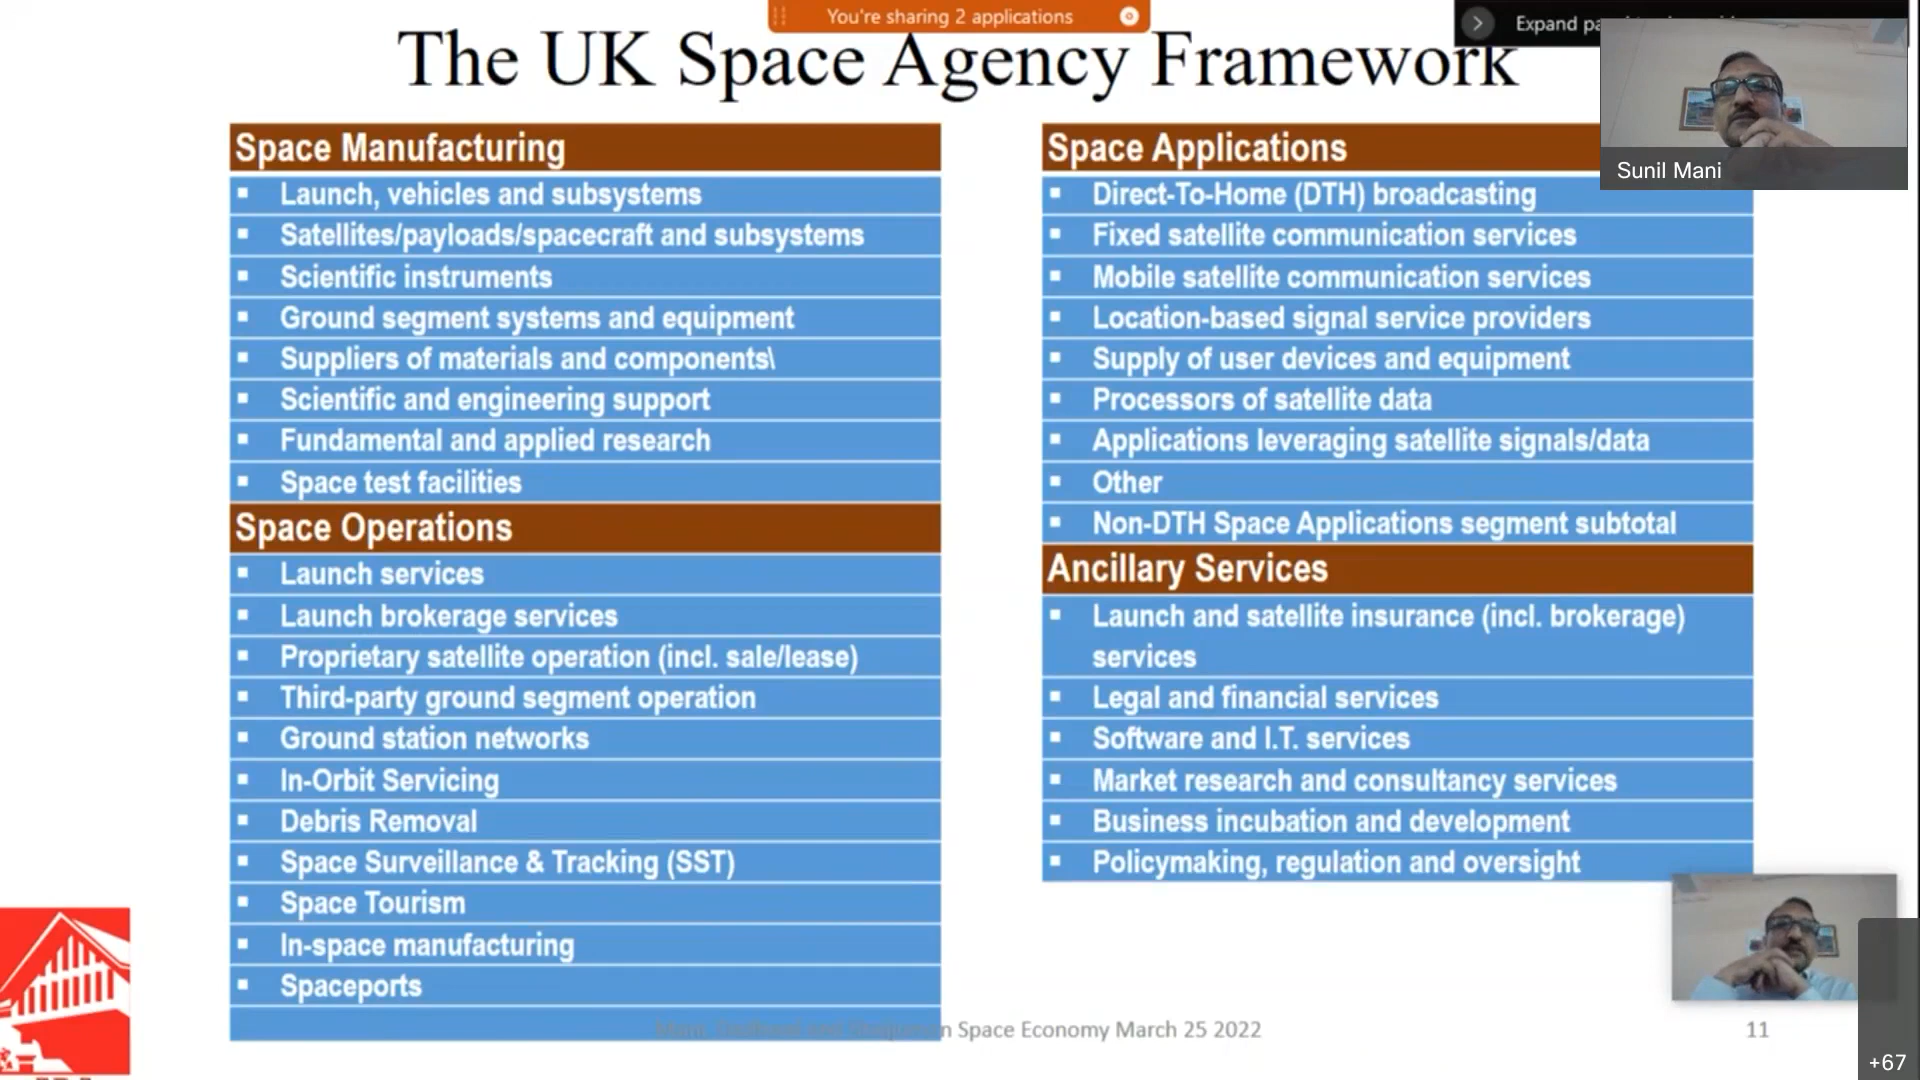 You're sharing 2 applications
Expand pa
The UK Space Agency Framework
Sunil Mani
Space Manufacturing
▪ Launch, vehicles and subsystems
▪ Satellites/payloads/spacecraft and subsystems
▪ Scientific instruments
▪ Ground segment systems and equipment
▪ Suppliers of materials and components\
▪ Scientific and engineering support
▪ Fundamental and applied research
▪ Space test facilities
Space Operations
▪ Launch services
▪ Launch brokerage services
▪ Proprietary satellite operation (incl. sale/lease)
▪ Third-party ground segment operation
▪ Ground station networks
▪ In-Orbit Servicing
▪ Debris Removal
▪ Space Surveillance & Tracking (SST)
▪ Space Tourism
▪ In-space manufacturing
▪ Spaceports
Space Applications
▪ Direct-To-Home (DTH) broadcasting
▪ Fixed satellite communication services
▪ Mobile satellite communication services
▪ Location-based signal service providers
▪ Supply of user devices and equipment
▪ Processors of satellite data
▪ Applications leveraging satellite signals/data
▪ Other
▪ Non-DTH Space Applications segment subtotal
Ancillary Services
▪ Launch and satellite insurance (incl. brokerage)
services
▪ Legal and financial services
▪ Software and I.T. services
▪ Market research and consultancy services
▪ Business incubation and development
▪ Policymaking, regulation and oversight
Space Economy March 25 2022
11
+67